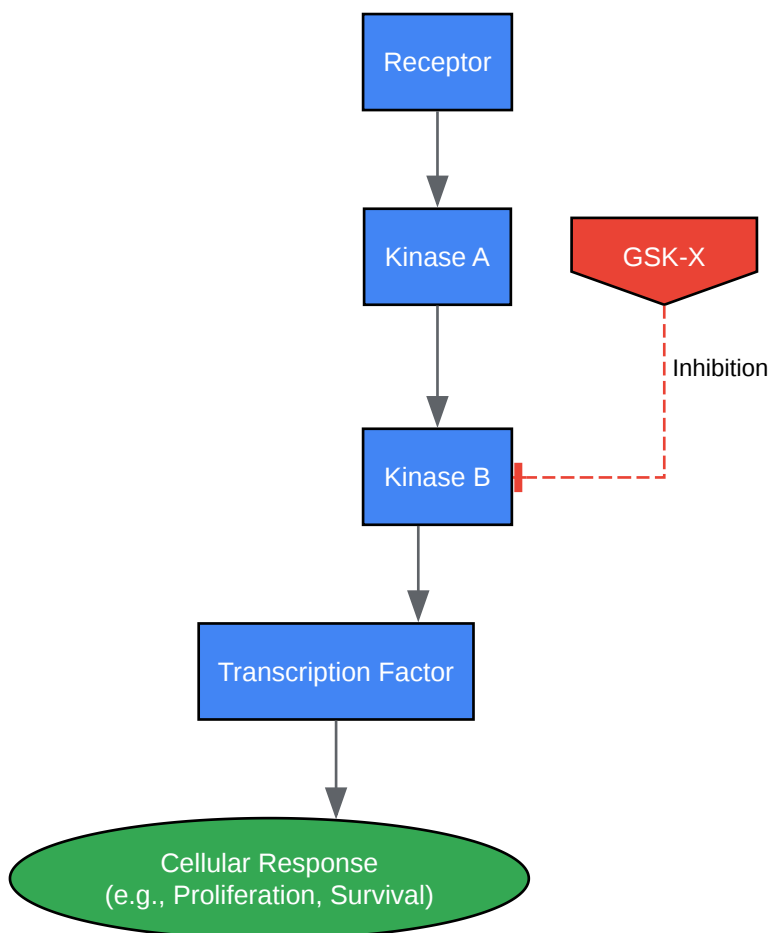 Receptor
Kinase A
GSK-X
Inhibition
Kinase B
Transcription Factor
Cellular Response
(e.g., Proliferation, Survival)